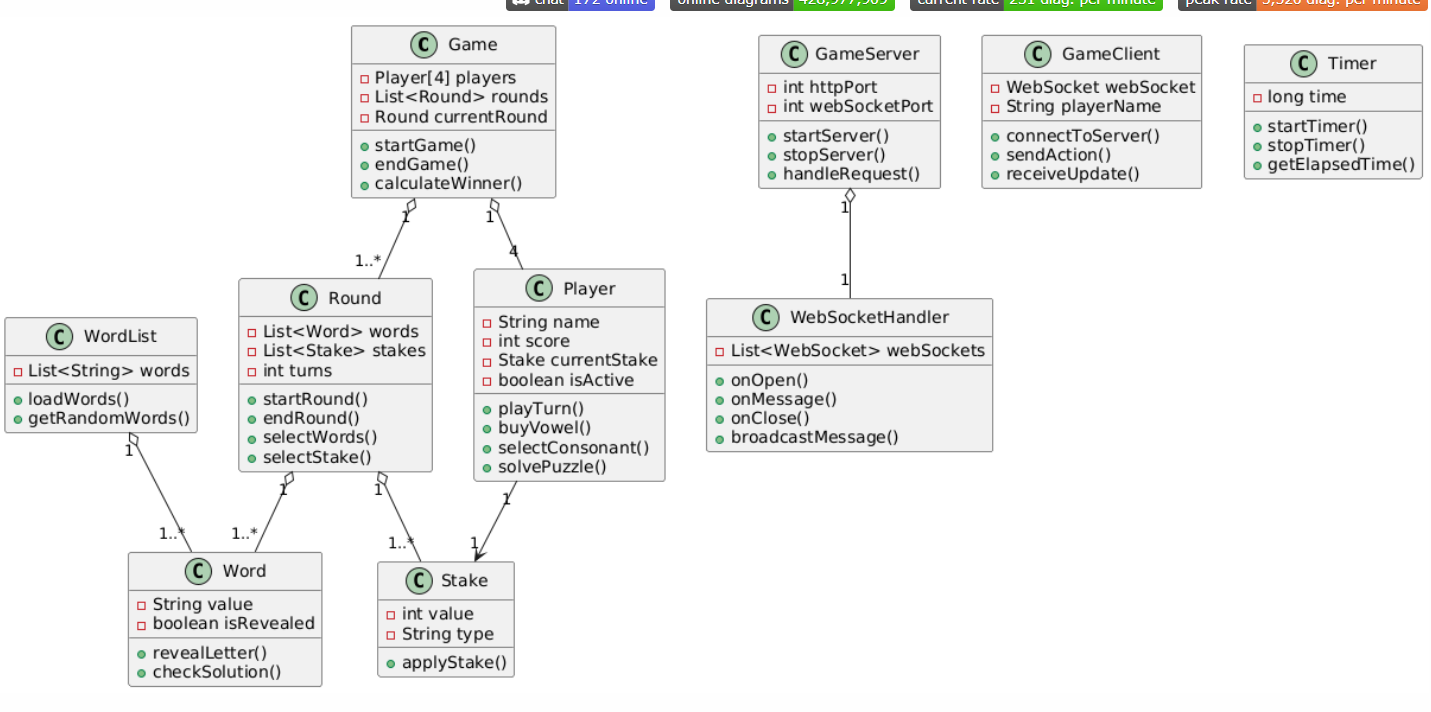 chat 172 online
online diagrams
current rate 231 diag. per minute
peak rate
diag. per minute
C Game
Player[4] players
List<Round> rounds
Round currentRound
startGame()
endGame()
calculateWinner()
C GameServer
int httpPort
int webSocketPort
startServer()
stopServer()
handleRequest()
C GameClient
WebSocket webSocket
String playerName
connectToServer()
sendAction()
receiveUpdate()
C Timer
long time
startTimer()
stopTimer()
getElapsedTime()
1
1
1
1..*
4
1
C WordList
List<String> words
loadWords()
getRandomWords()
C Round
List<Word> words
List<Stake> stakes
int turns
startRound()
endRound()
selectWords()
selectStake()
C Player
String name
int score
Stake currentStake
boolean isActive
playTurn()
buyVowel()
selectConsonant()
solvePuzzle()
C WebSocketHandler
List<WebSocket> webSockets
onOpen()
onMessage()
onClose()
broadcastMessage()
1
1
1
1
1..*
1..*
1..*
1
C Word
String value
boolean isRevealed
revealLetter()
checkSolution()
C Stake
int value
String type
applyStake()